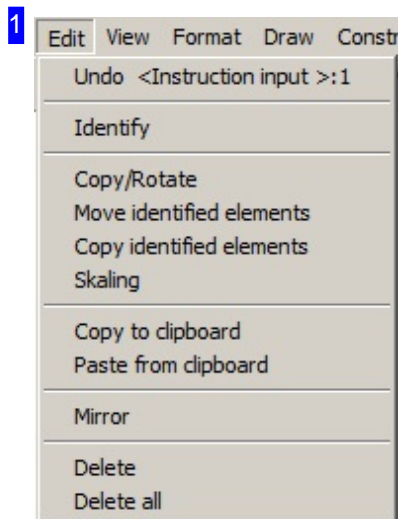 1
Edit View Format Draw Constr
Undo <Instruction input >:1
Identify
Copy/Rotate
Move identified elements
Copy identified elements
Skaling
Copy to clipboard
Paste from clipboard
Mirror
Delete
Delete all